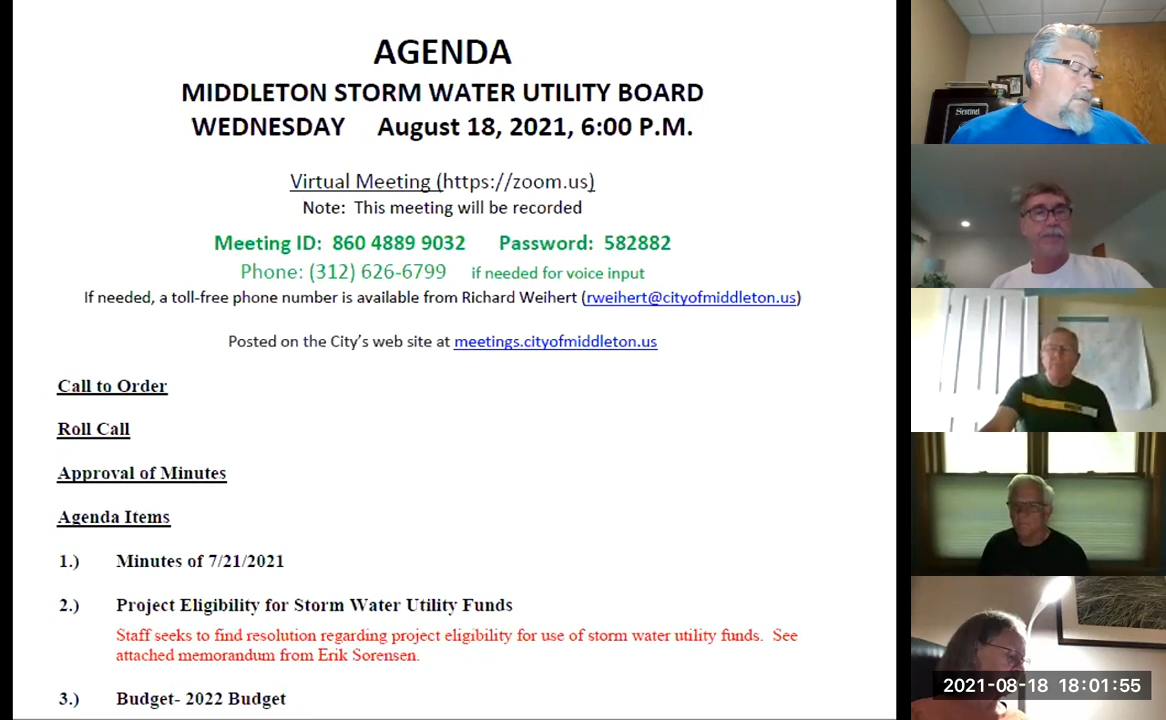 AGENDA
MIDDLETON STORM WATER UTILITY BOARD
WEDNESDAY August 18, 2021, 6:00 P.M.
Virtual Meeting (https://zoom.us)
Note: This meeting will be recorded
Meeting ID: 860 4889 9032 Password: 582882
Phone: (312) 626-6799 if needed for voice input
If needed, a toll-free phone number is available from Richard Weihert (rweihert@cityofmiddleton.us)
Posted on the City's web site at meetings.cityofmiddleton.us
Call to Order
Roll Call
Approval of Minutes
Agenda Items
1.) Minutes of 7/21/2021
2.) Project Eligibility for Storm Water Utility Funds
Staff seeks to find resolution regarding project eligibility for use of storm water utility funds. See
attached memorandum from Erik Sorensen.
3.) Budget- 2022 Budget
Sentinel
2021-08-18 18:01:55